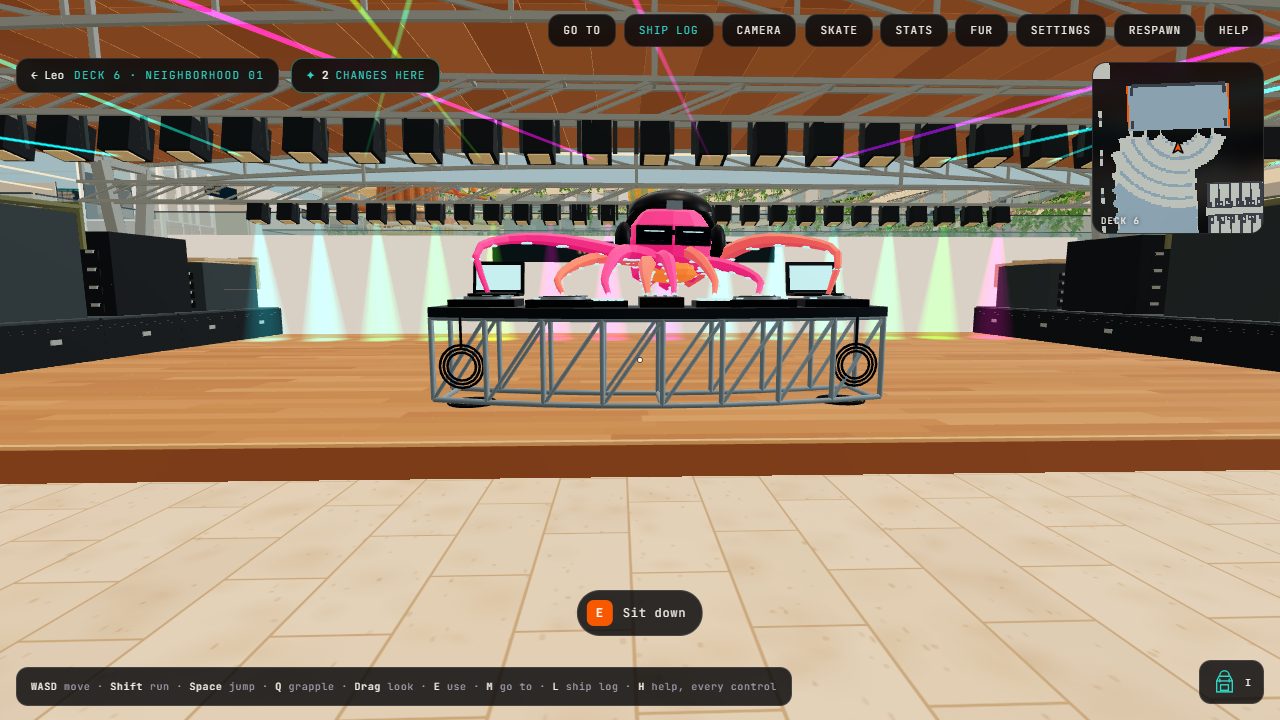 GO TO
SHIP LOG
CAMERA
SKATE
STATS
FUR
SETTINGS
RESPAWN
HELP
← Leo DECK 6 · NEIGHBORHOOD 01
✦ 2 CHANGES HERE
DECK 6
E Sit down
WASD move · Shift run · Space jump · Q grapple · Drag look · E use · M go to · L ship log · H help, every control
I